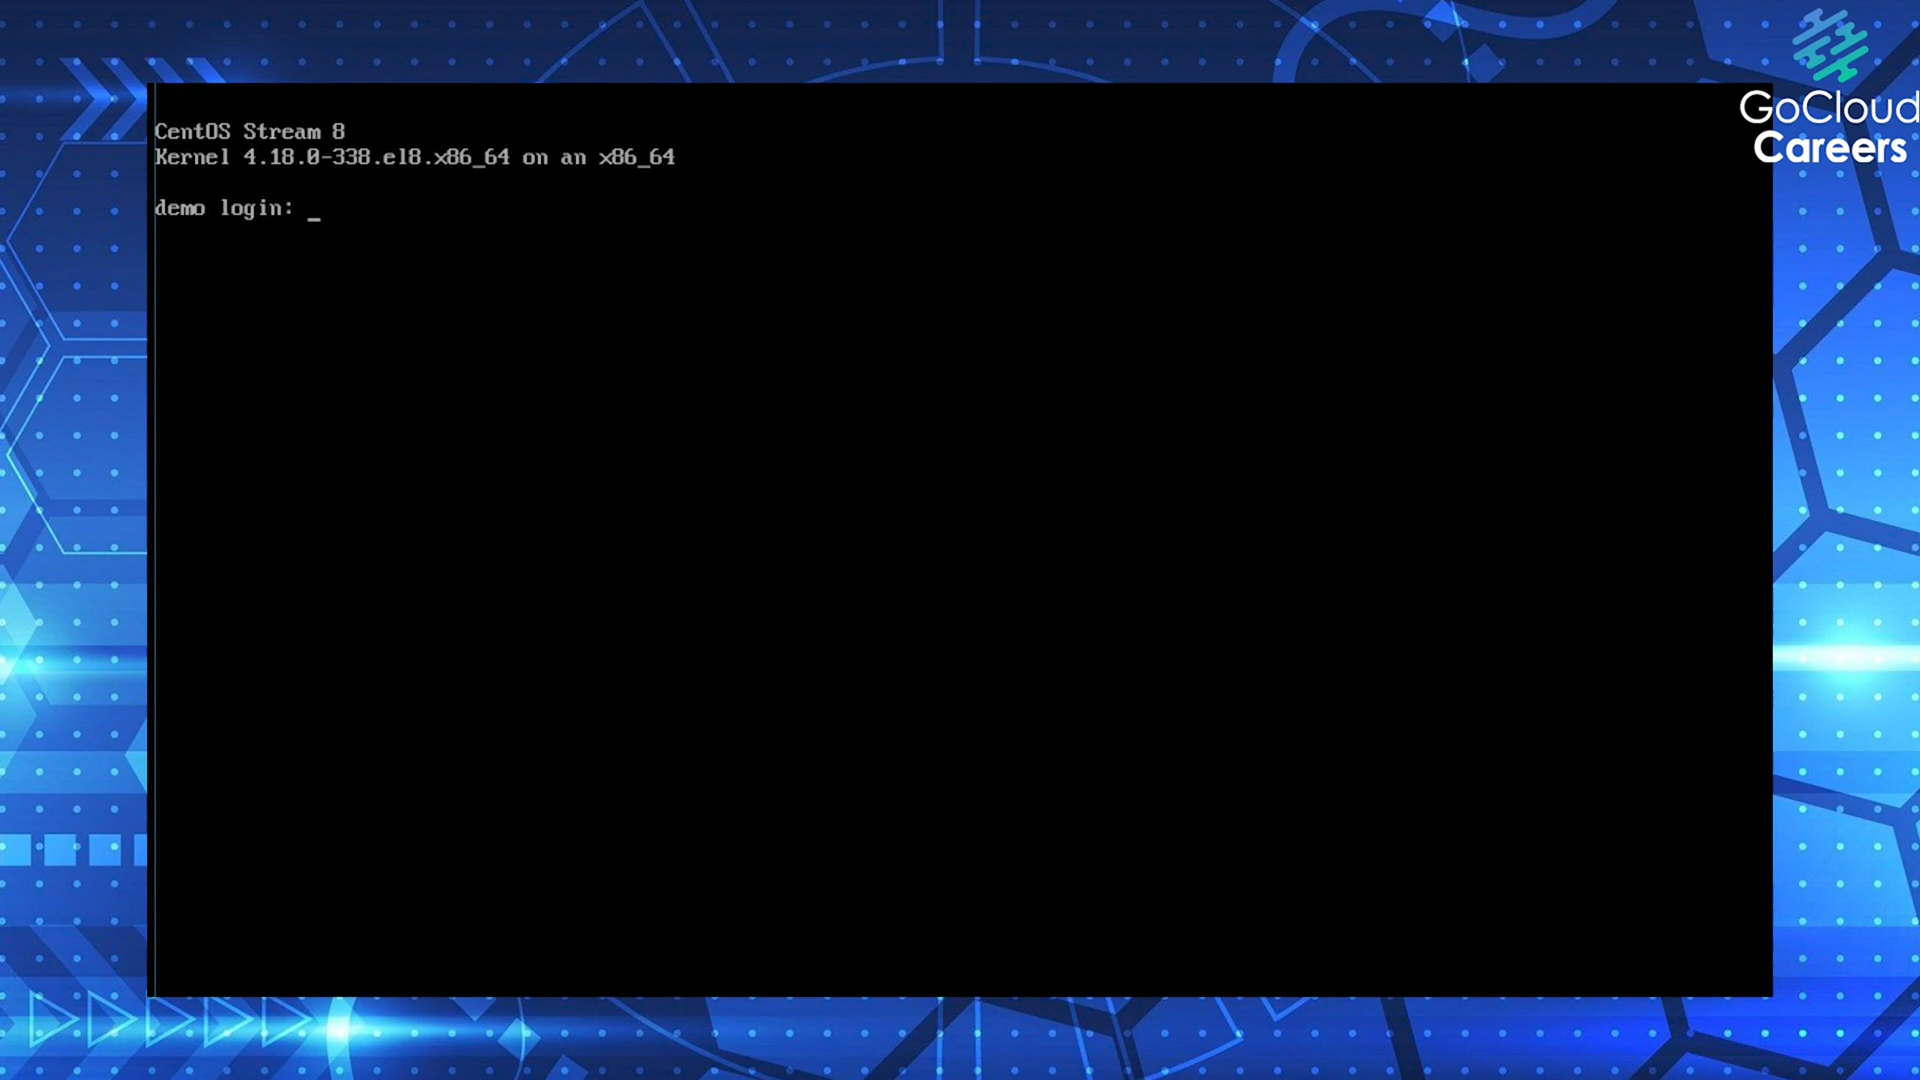 CentOS Stream 8
Kernel 4.18.0-338.el8.x86_64 on an x86_64
demo login: _
GoCloud
Careers